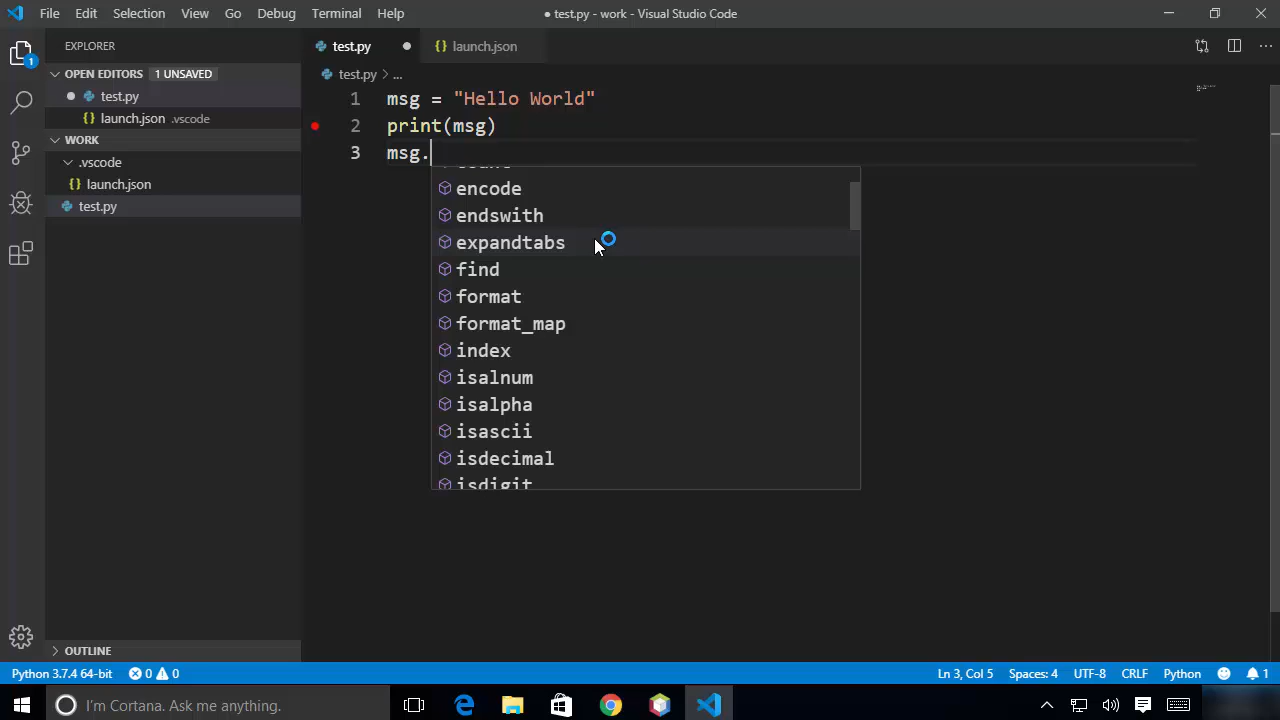 File Edit Selection View Go Debug Terminal Help
● test.py - work - Visual Studio Code
EXPLORER
test.py
launch.json
OPEN EDITORS 1 UNSAVED
test.py > ...
test.py
launch.json .vscode
WORK
.vscode
launch.json
test.py
1 msg = "Hello World"
2 print(msg)
3 msg.
encode
endswith
expandtabs
find
format
format_map
index
isalnum
isalpha
isascii
isdecimal
isdigit
OUTLINE
Python 3.7.4 64-bit 0 0 Ln 3, Col 5 Spaces: 4 UTF-8 CRLF Python 1
I'm Cortana. Ask me anything.